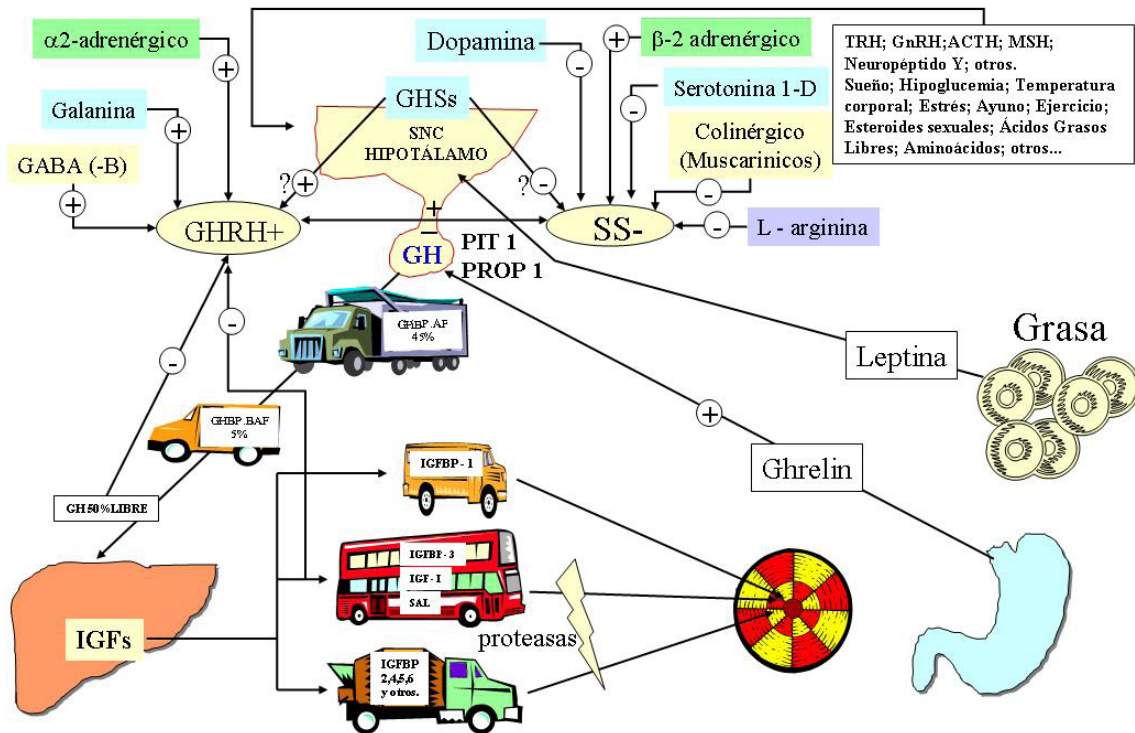 α2-adrenérgico
Galanina
GABA (-B)
+
+
+
GHRH+
Dopamina
GHSs
SNC
HIPOTÁLAMO
?
+
?
-
+
−
GH
PIT 1
PROP 1
β-2 adrenérgico
Serotonina 1-D
Colinérgico
(Muscarinicos)
L - arginina
-
+
-
-
-
SS-
TRH; GnRH;ACTH; MSH;
Neuropéptido Y; otros.
Sueño; Hipoglucemia; Temperatura
corporal; Estrés; Ayuno; Ejercicio;
Esteroides sexuales; Ácidos Grasos
Libres; Aminoácidos; otros...
-
-
GHBP.AF
45%
GHBP.BAF
5%
GH50%LIBRE
Leptina
Grasa
+
Ghrelin
IGFs
IGFBP - 1
IGFBP - 3
IGF - I
SAL
IGFBP
2,4,5,6
y otros.
proteasas